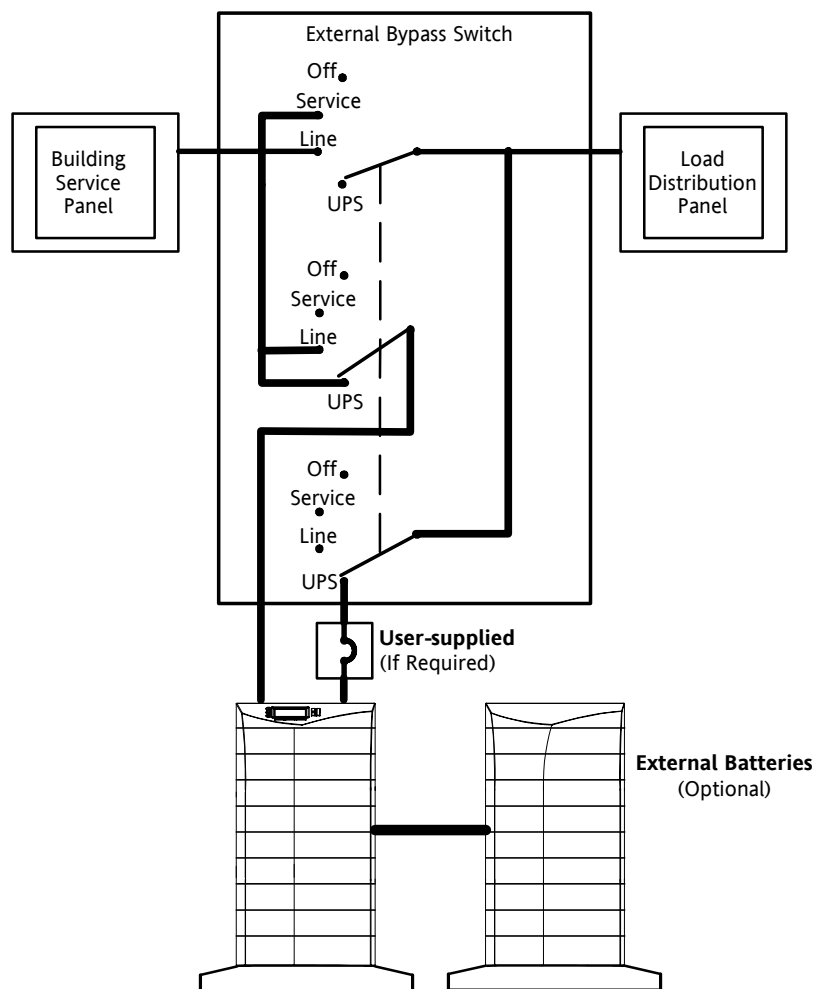 External Bypass Switch
Off
Service
Line
UPS
Building
Service
Panel
Load
Distribution
Panel
Off
Service
Line
UPS
Off
Service
Line
UPS
User-supplied
(If Required)
External Batteries
(Optional)